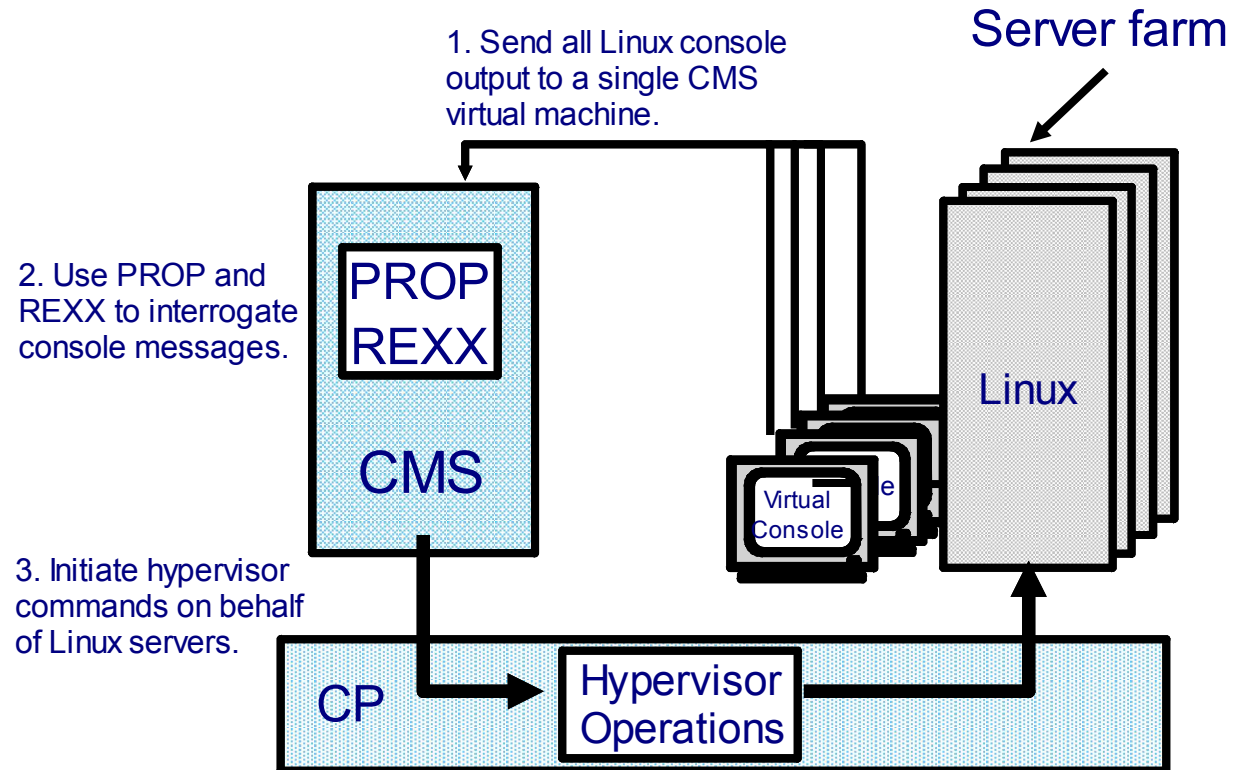 Server farm
1. Send all Linux console
output to a single CMS
virtual machine.
2. Use PROP and
REXX to interrogate
console messages.
PROP
REXX
CMS
Linux
Virtual
Console
e
3. Initiate hypervisor
commands on behalf
of Linux servers.
CP
Hypervisor
Operations